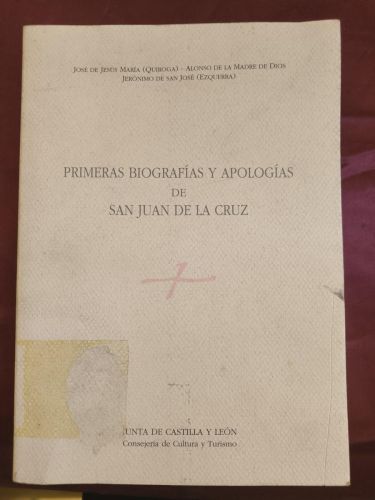 JOSÉ DE JESÚS MARÍA (QUIROGA) - ALONSO DE LA MADRE DE DIOS
JERÓNIMO DE SAN JOSÉ (EZQUERRA)
PRIMERAS BIOGRAFÍAS Y APOLOGÍAS
DE
SAN JUAN DE LA CRUZ
UNTA DE CASTILLA Y LEÓN
Consejería de Cultura y Turismo